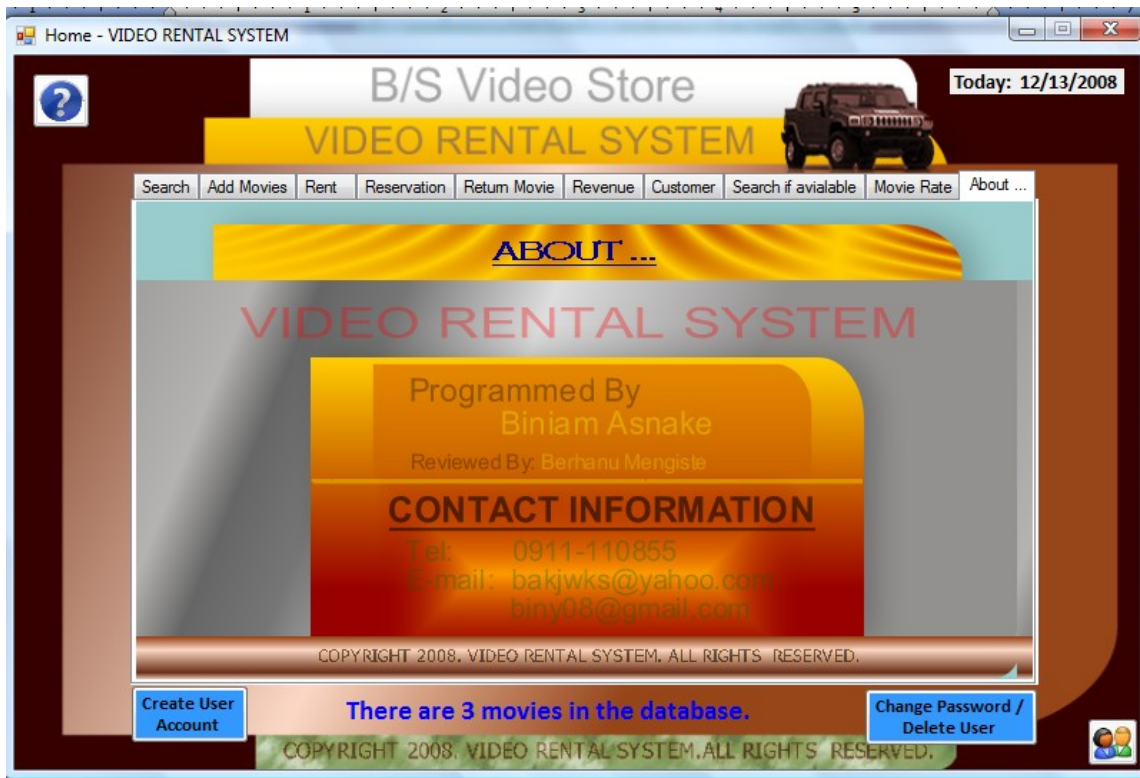 Home - VIDEO RENTAL SYSTEM
B/S Video Store
Today: 12/13/2008
VIDEO RENTAL SYSTEM
Search Add Movies Rent Reservation Return Movie Revenue Customer Search if avialable Movie Rate About ...
ABOUT ...
VIDEO RENTAL SYSTEM
Programmed By
Biniam Asnake
Reviewed By: Berhanu Mengiste
CONTACT INFORMATION
Tel: 0911-110855
E-mail: bakjwks@yahoo.com
biny08@gmail.com
COPYRIGHT 2008. VIDEO RENTAL SYSTEM. ALL RIGHTS RESERVED.
Create User
Account
There are 3 movies in the database.
Change Password /
Delete User
COPYRIGHT 2008. VIDEO RENTAL SYSTEM.ALL RIGHTS RESERVED.